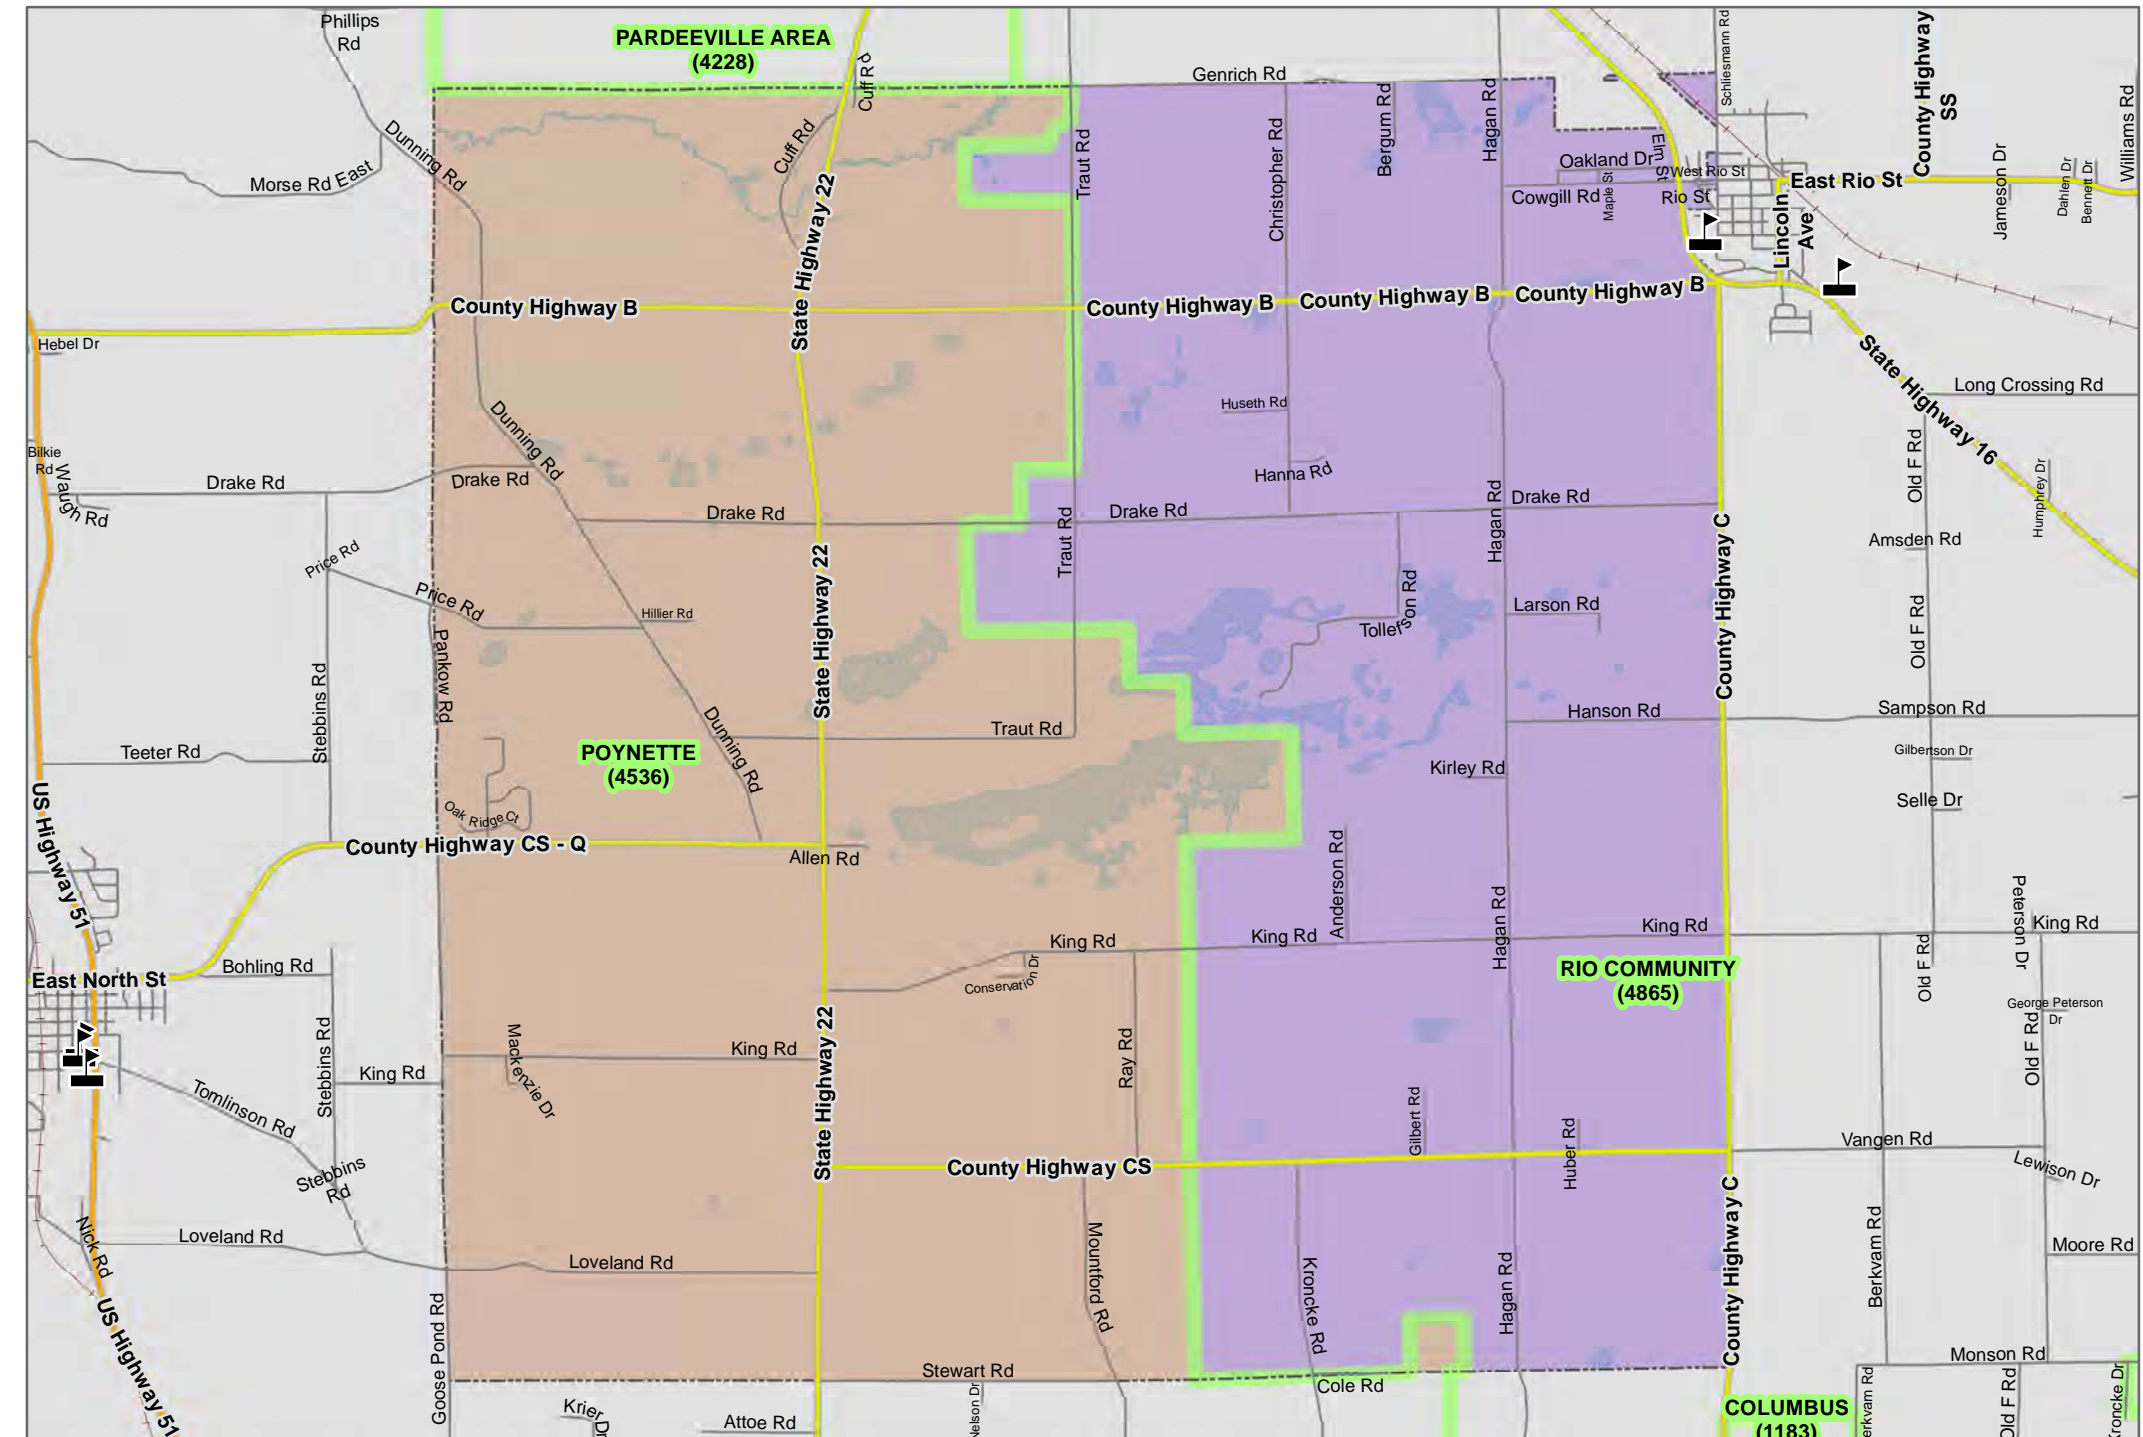 Phillips
Rd
PARDEEVILLE AREA
(4228)
Cuff Rd
Genrich Rd
Schliesmann Rd
County Highway
SS
Williams Rd
Dunning Rd
Cuff Rd
Traut Rd
Christopher Rd
Bergum Rd
Hagan Rd
Elm St
Oakland Dr
West Rio St
Morse Rd East
Cowgill Rd
Maple St
Rio St
East Rio St
Lincoln
Ave
Jameson Dr
Dahlen Dr
Bennett Dr
State Highway 22
County Highway B
County Highway B
County Highway B
County Highway B
Hebel Dr
State Highway 16
Long Crossing Rd
Huseth Rd
Dunning Rd
Bilkie
Rd
Waugh Rd
Drake Rd
Drake Rd
Hanna Rd
Old F Rd
Humphrey Dr
Drake Rd
Drake Rd
Drake Rd
Traut Rd
Hagan Rd
Amsden Rd
Price Rd
Price Rd
Hillier Rd
State Highway 22
Tollefson Rd
Larson Rd
County Highway C
Old F Rd
Pankow Rd
Stebbins Rd
Dunning Rd
Traut Rd
Hanson Rd
Sampson Rd
Teeter Rd
POYNETTE
(4536)
Kirley Rd
Gilbertson Dr
Selle Dr
US Highway 51
Oak Ridge Ct
County Highway CS - Q
Allen Rd
Anderson Rd
Hagan Rd
Peterson Dr
King Rd
King Rd
King Rd
King Rd
Bohling Rd
East North St
Conservation Dr
RIO COMMUNITY
(4865)
Old F Rd
George Peterson
Dr
Stebbins Rd
Mackenzie Dr
King Rd
King Rd
State Highway 22
Ray Rd
Gilbert Rd
Old F Rd
Tomlinson Rd
Huber Rd
Vangen Rd
Lewison Dr
County Highway CS
Stebbins
Rd
Nick Rd
Loveland Rd
Loveland Rd
Mountford Rd
Kroncke Rd
Hagan Rd
County Highway C
Berkvam Rd
Moore Rd
US Highway 51
Goose Pond Rd
Stewart Rd
Cole Rd
Monson Rd
Krier Dr
Attoe Rd
Nelson Dr
COLUMBUS
(1183)
erkvam Rd
Old F Rd
Kroncke Dr